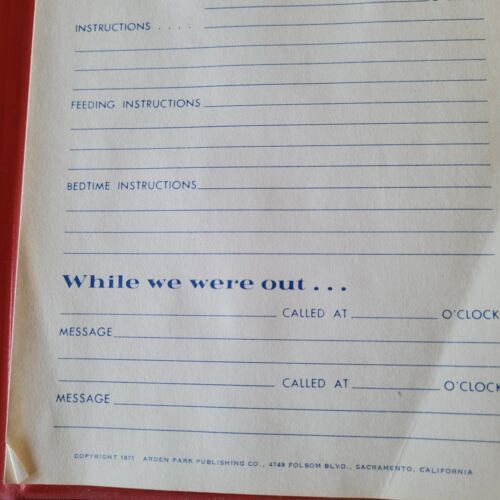 INSTRUCTIONS . . . .
FEEDING INSTRUCTIONS
BEDTIME INSTRUCTIONS
While we were out . . .
CALLED AT O'CLOCK
MESSAGE
CALLED AT O'CLOCK
MESSAGE
COPYRIGHT 1971 ARDEN PARK PUBLISHING CO., 4749 FOLSOM BLVD., SACRAMENTO, CALIFORNIA